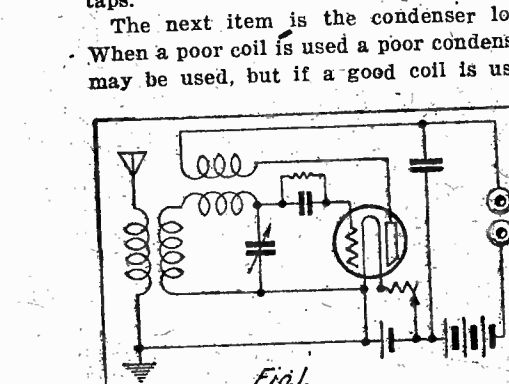 taps.
The next item is the condenser lo
When a poor coil is used a poor condens
may be used, but if a good coil is us
Fig 1.